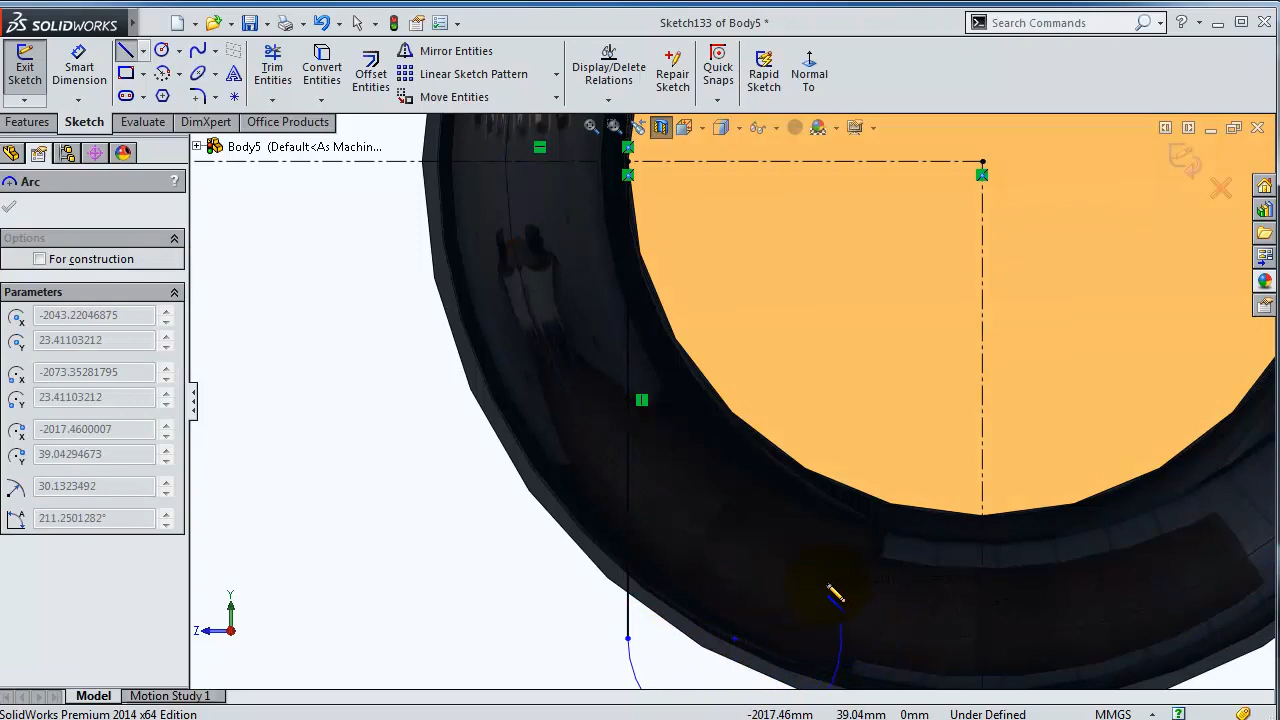 SOLIDWORKS
Sketch133 of Body5 *
Search Commands
Exit Sketch
Smart Dimension
Trim Entities
Convert Entities
Offset Entities
Mirror Entities
Linear Sketch Pattern
Move Entities
Display/Delete Relations
Repair Sketch
Quick Snaps
Rapid Sketch
Normal To
Features
Sketch
Evaluate
DimXpert
Office Products
Body5 (Default<As Machin...
Arc
?
Options
For construction
Parameters
-2043.22046875
23.41103212
-2073.35281795
23.41103212
-2017.4600007
39.04294673
30.1323492
211.2501282°
Y
Z
Model
Motion Study 1
SolidWorks Premium 2014 x64 Edition
-2017.46mm
39.04mm
0mm
Under Defined
MMGS